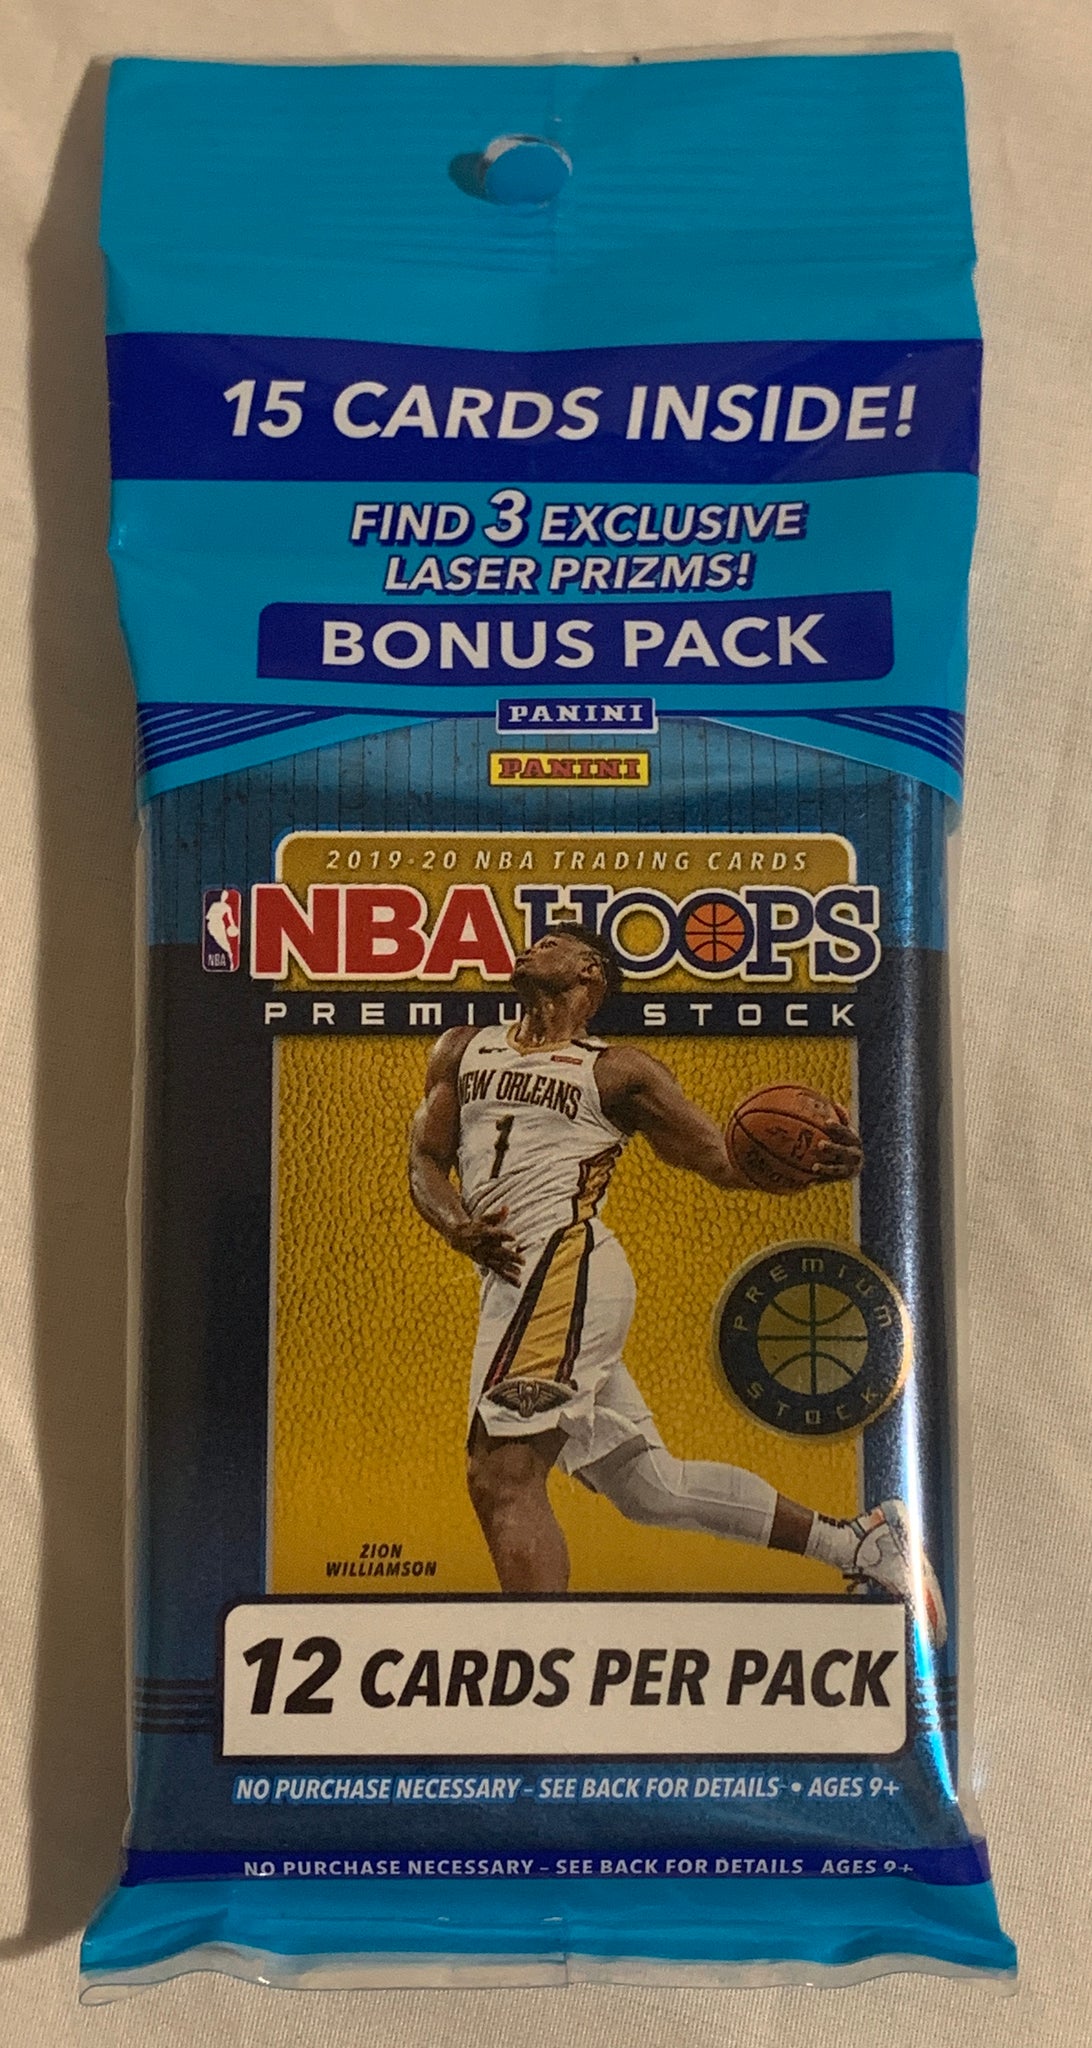 15 CARDS INSIDE!
FIND 3 EXCLUSIVE
LASER PRIZMS!
BONUS PACK
PANINI
PANINI
2019-20 NBA TRADING CARDS
NBA
NBA HOOPS
PREMIU STOCK
NEW ORLEANS
1
PREMIUM
STOCK
ZION
WILLIAMSON
12 CARDS PER PACK
NO PURCHASE NECESSARY - SEE BACK FOR DETAILS • AGES 9+
NO PURCHASE NECESSARY - SEE BACK FOR DETAILS AGES 9+